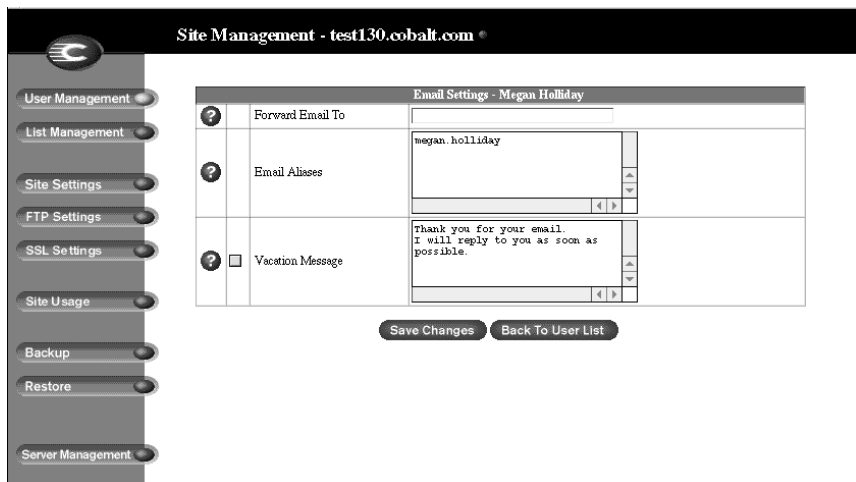 Site Management - test130.cobalt.com
C
User Management
List Management
Site Settings
FTP Settings
SSL Settings
Site Usage
Backup
Restore
Server Management
Email Settings - Megan Holliday
? Forward Email To
? Email Aliases
megan.holliday
? Vacation Message
Thank you for your email.
I will reply to you as soon as
possible.
Save Changes Back To User List